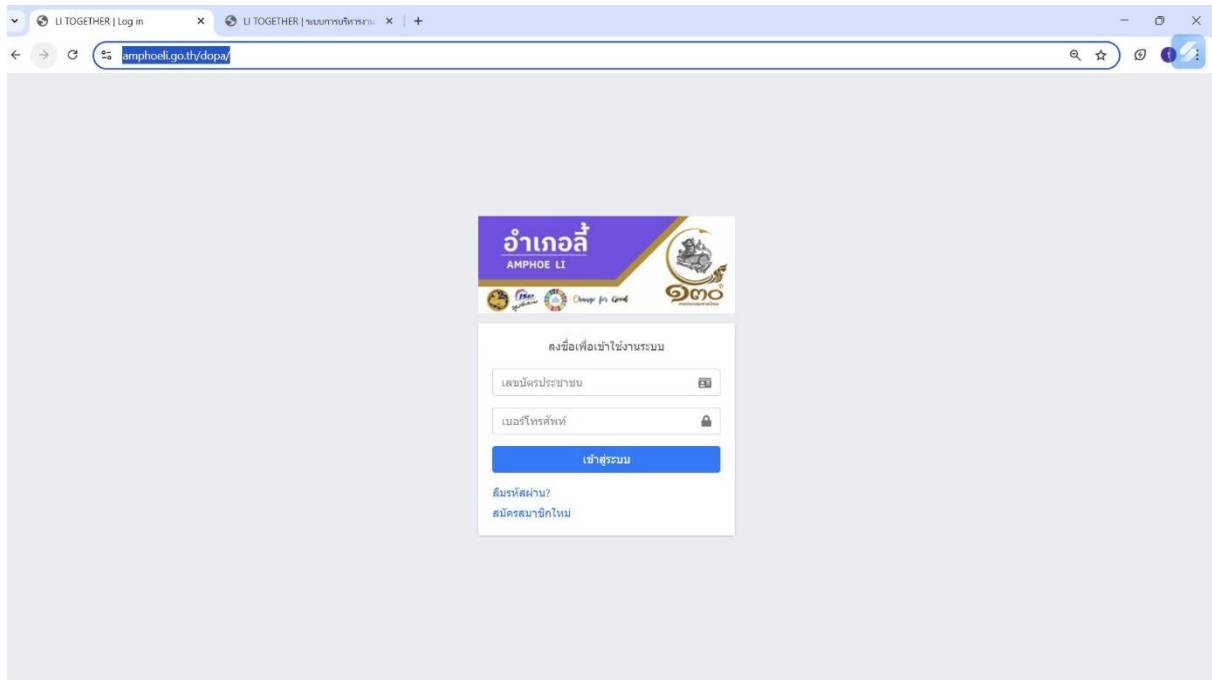 LI TOGETHER | Log in
LI TOGETHER | ระบบการบริหารงาน
amphoeli.go.th/dopa/
อำเภอลี้
AMPHOE LI
Change for Good
๑๓๐
ลงชื่อเพื่อเข้าใช้งานระบบ
เลขบัตรประชาชน
เบอร์โทรศัพท์
เข้าสู่ระบบ
ลืมรหัสผ่าน?
สมัครสมาชิกใหม่